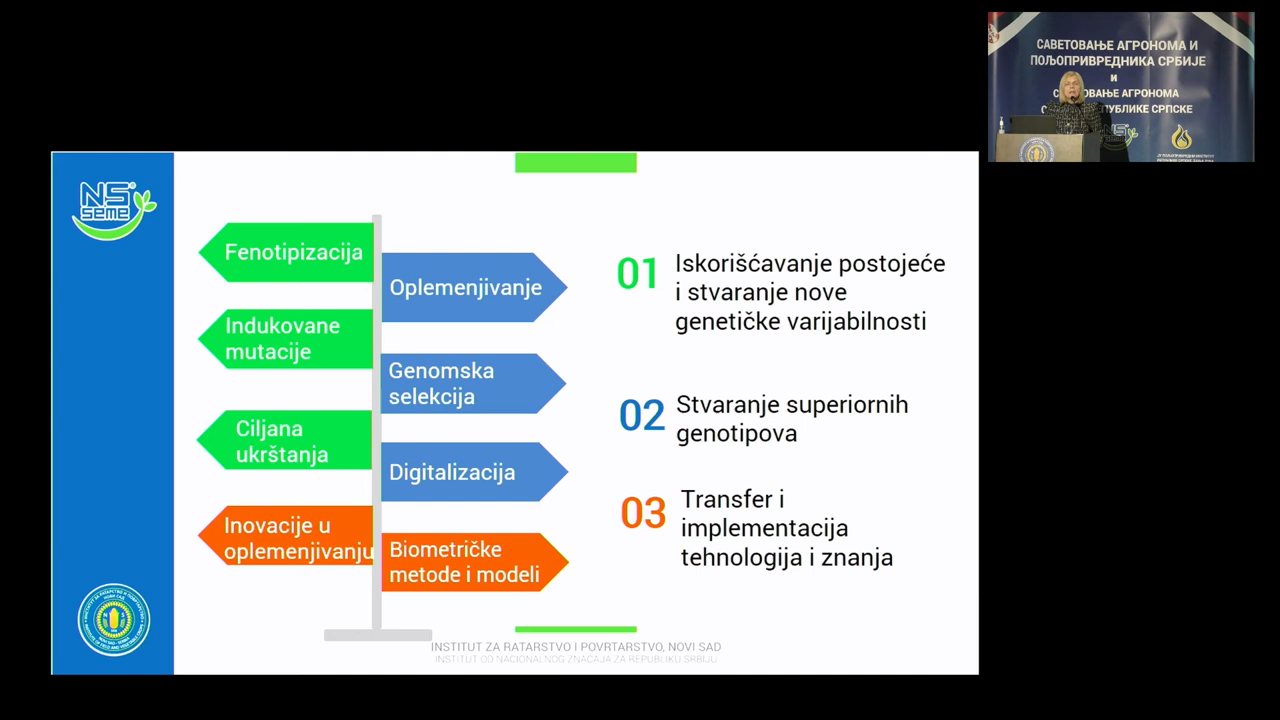 САВЕТОВАЊЕ АГРОНОМА И
ПОЉОПРИВРЕДНИКА СРБИЈЕ
и
АГРОНОМА
СРПСКЕ
NS
seme
Fenotipizacija
Oplemenjivanje
Indukovane
mutacije
Genomska
selekcija
Ciljana
ukrštanja
Digitalizacija
Inovacije u
oplemenjivanju
Biometričke
metode i modeli
01
Iskorišćavanje postojeće
i stvaranje nove
genetičke varijabilnosti
02
Stvaranje superiornih
genotipova
03
Transfer i
implementacija
tehnologija i znanja
INSTITUT ZA RATARSTVO I POVRTARSTVO, NOVI SAD
INSTITUT OD NACIONALNOG ZNAČAJA ZA REPUBLIKU SRBIJU